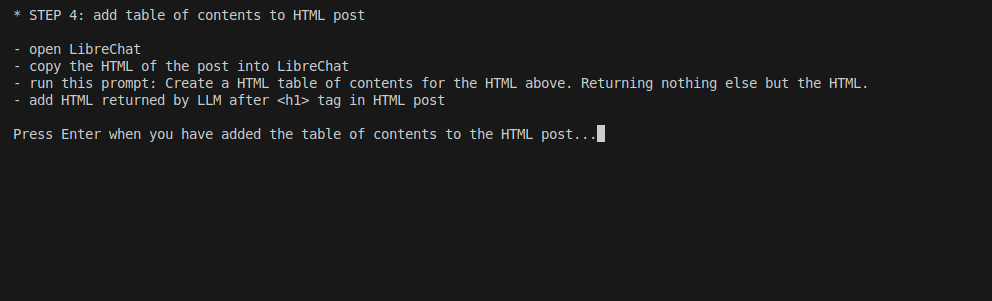 * STEP 4: add table of contents to HTML post
- open LibreChat
- copy the HTML of the post into LibreChat
- run this prompt: Create a HTML table of contents for the HTML above. Returning nothing else but the HTML.
- add HTML returned by LLM after <h1> tag in HTML post
Press Enter when you have added the table of contents to the HTML post...